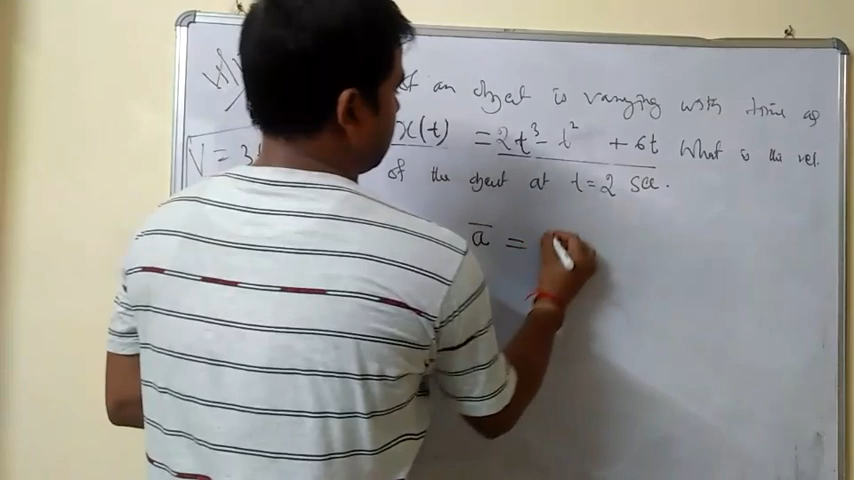 of an object is varying with time as
x(t) = 2t³ - t² + 6t What is the vel.
V = 3
of the object at t = 2 sec.
a̅ =